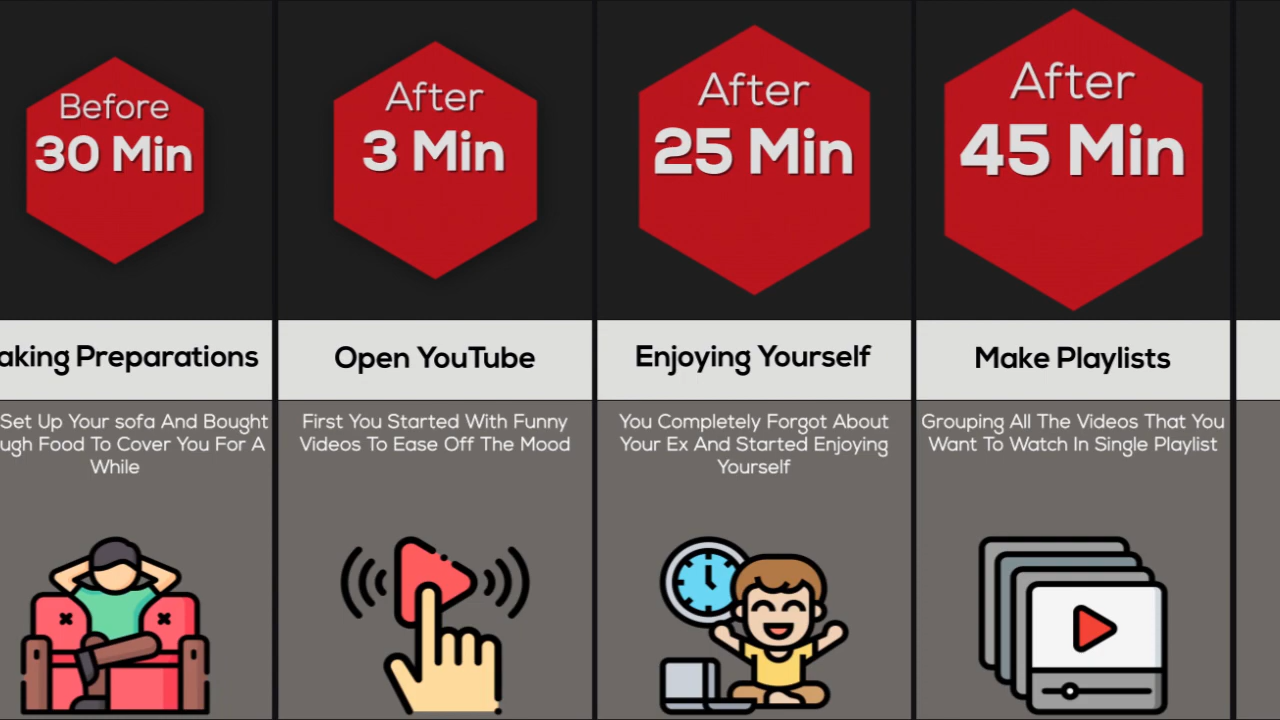 Before
30 Min
aking Preparations
Set Up Your sofa And Bought
ugh Food To Cover You For A
While
After
3 Min
Open YouTube
First You Started With Funny
Videos To Ease Off The Mood
After
25 Min
Enjoying Yourself
You Completely Forgot About
Your Ex And Started Enjoying
Yourself
After
45 Min
Make Playlists
Grouping All The Videos That You
Want To Watch In Single Playlist